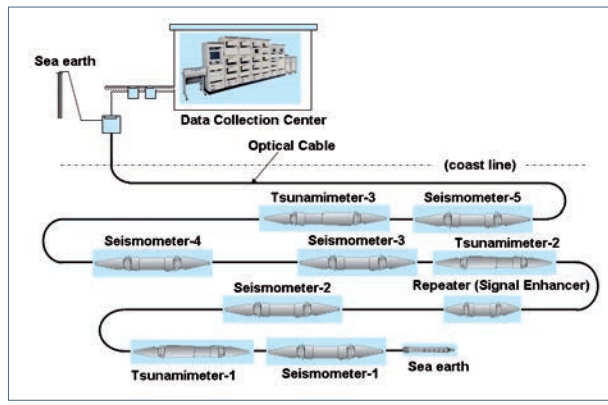 Sea earth
Data Collection Center
Optical Cable
(coast line)
Tsunamimeter-3
Seismometer-5
Seismometer-4
Seismometer-3
Tsunamimeter-2
Seismometer-2
Repeater (Signal Enhancer)
Tsunamimeter-1
Seismometer-1
Sea earth